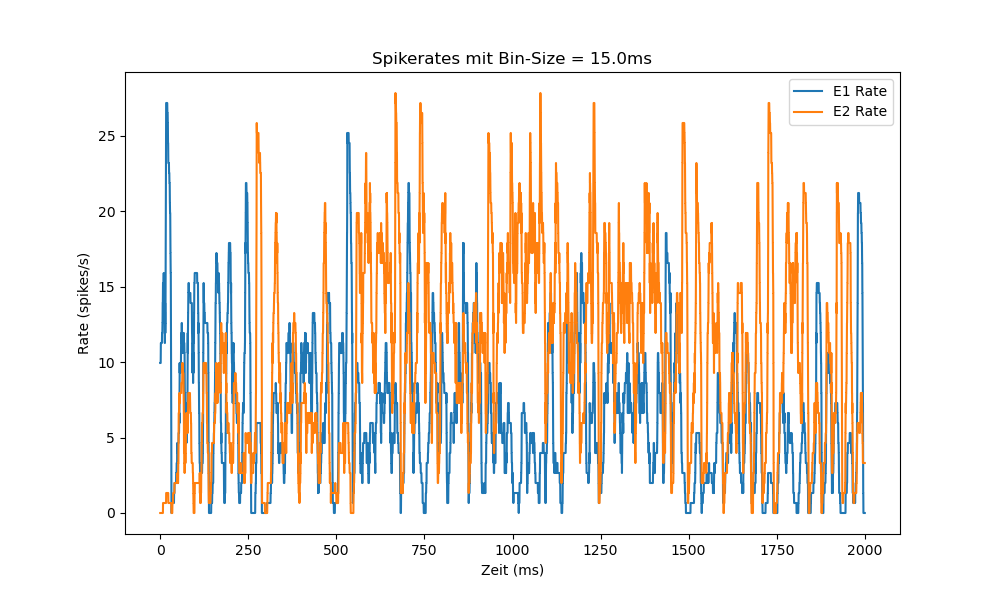 Spikerates mit Bin-Size = 15.0ms
E1 Rate
E2 Rate
Rate (spikes/s)
25
20
15
10
5
0
0 250 500 750 1000 1250 1500 1750 2000
Zeit (ms)